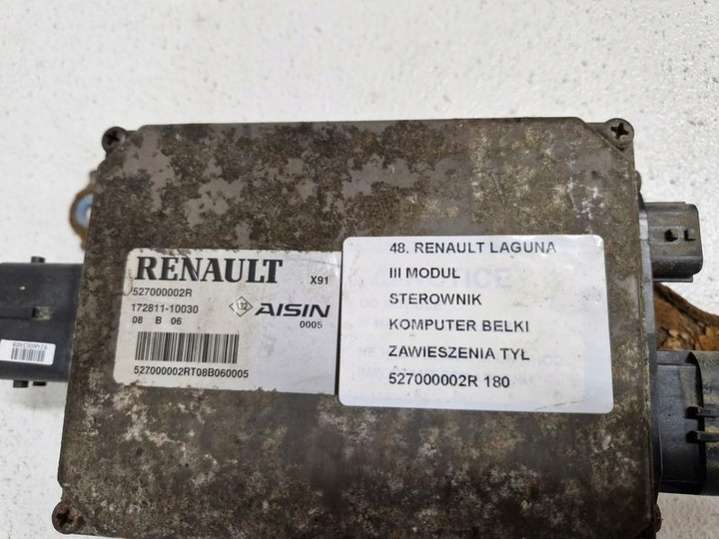 RENAULT X91
527000002R
172811-10030
08 B 06
AISIN
0005
527000002RT08B060005
48. RENAULT LAGUNA
III MODUŁ
STEROWNIK
KOMPUTER BELKI
ZAWIESZENIA TYŁ
527000002R 180